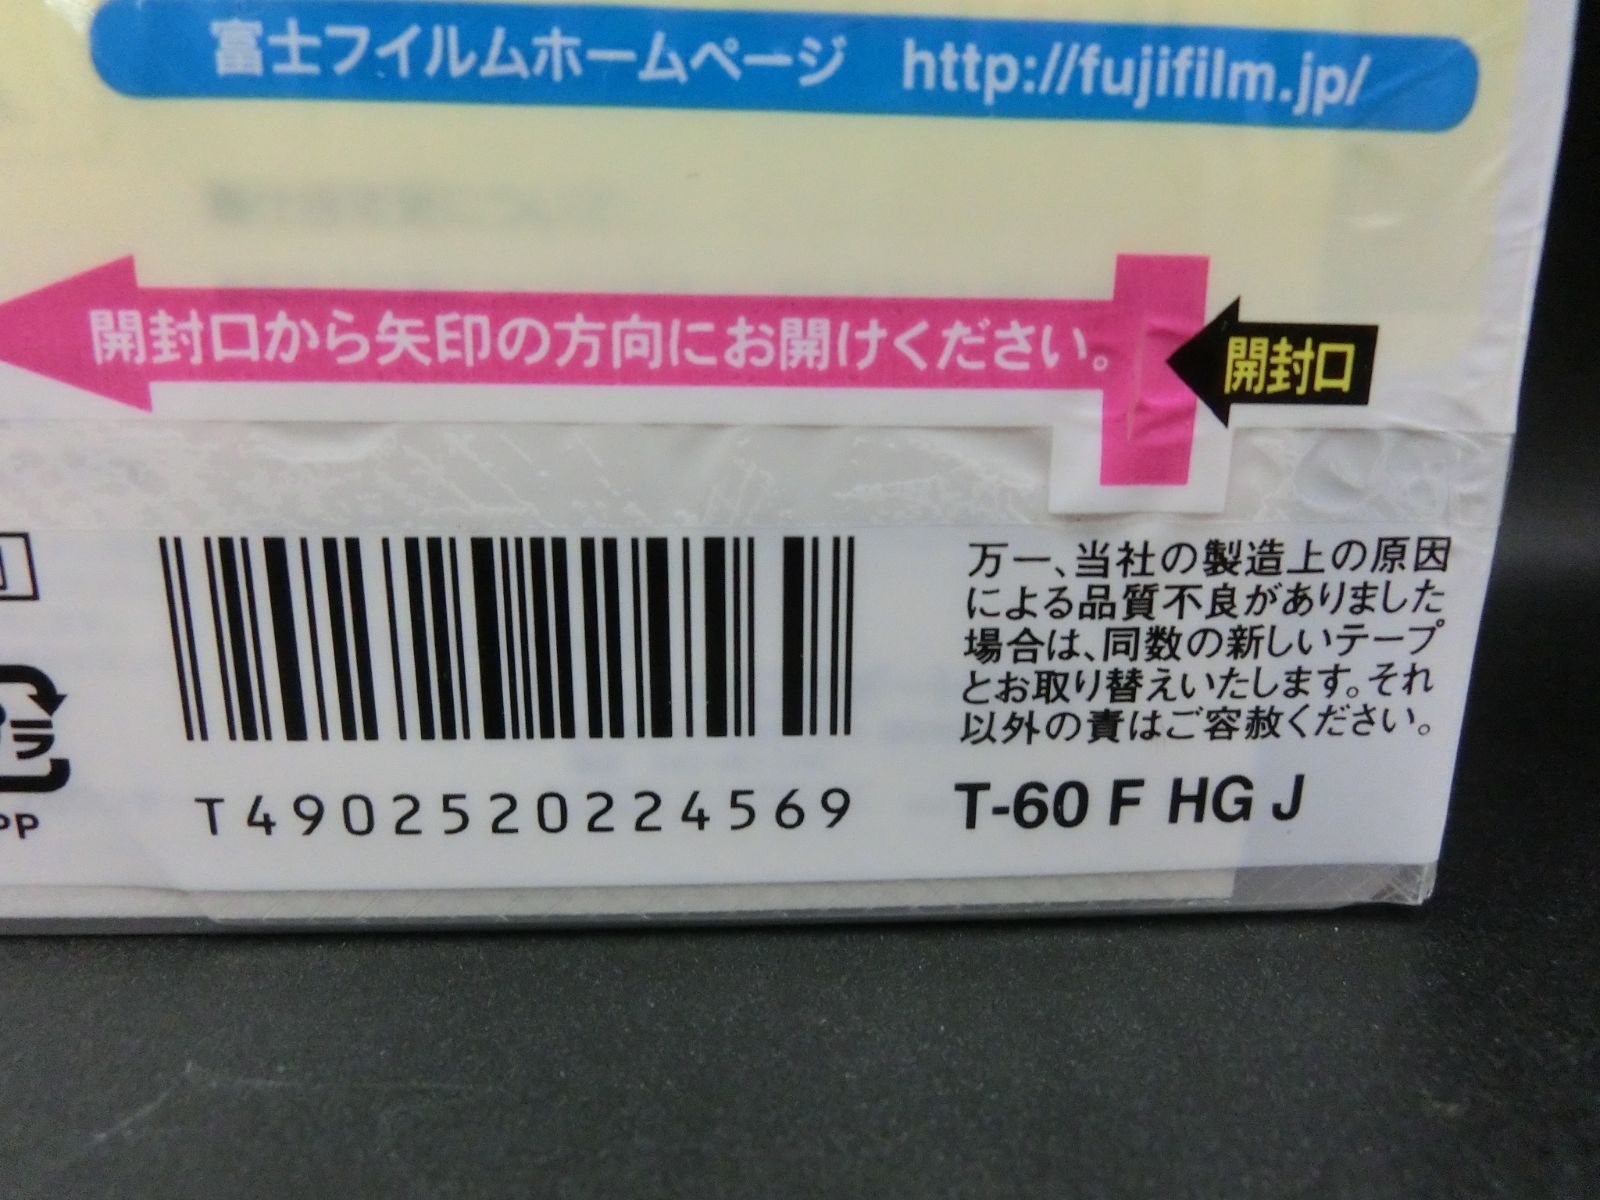 富士フイルムホームページ http://fujifilm.jp/
開封口から矢印の方向にお開けください。
開封口
万一、当社の製造上の原因
による品質不良がありました
場合は、同数の新しいテープ
とお取り替えいたします。それ
以外の責はご容赦ください。
プラ
PP
T4902520224569
T-60 F HG J